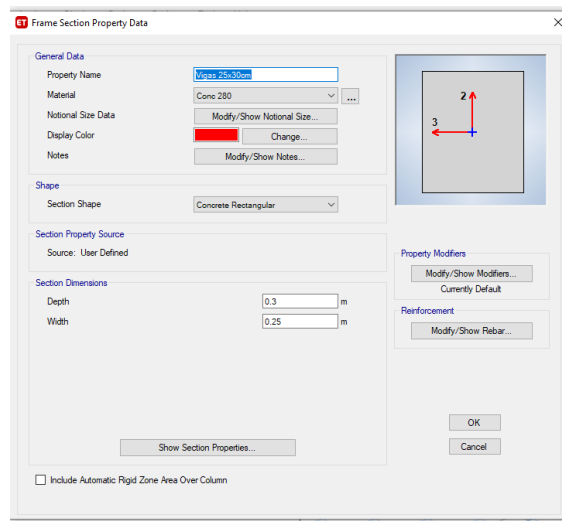 ET Frame Section Property Data
General Data
Property Name Vigas 25x30cm
Material Conc 280 ...
Notional Size Data Modify/Show Notional Size...
Display Color Change...
Notes Modify/Show Notes...
Shape
Section Shape Concrete Rectangular
Section Property Source
Source: User Defined
Section Dimensions
Depth 0.3 m
Width 0.25 m
Show Section Properties...
Include Automatic Rigid Zone Area Over Column
2
3
Property Modifiers
Modify/Show Modifiers...
Currently Default
Reinforcement
Modify/Show Rebar...
OK
Cancel